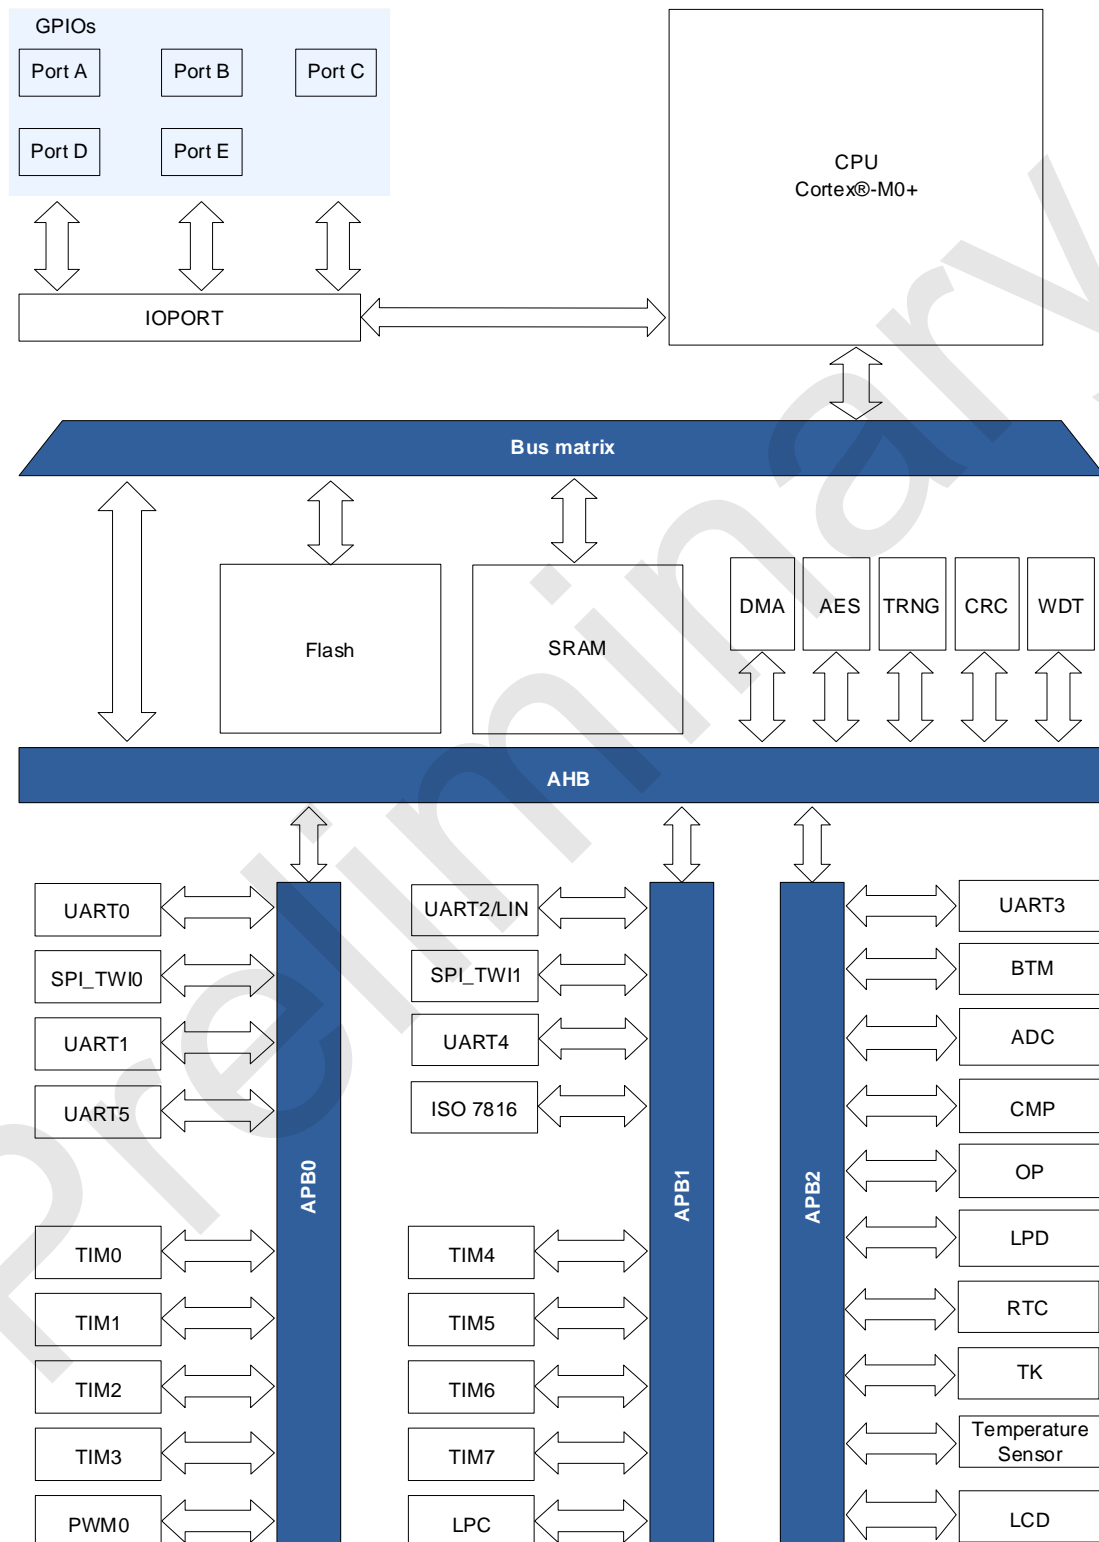 GPIOs
Port A
Port B
Port C
Port D
Port E
CPU
Cortex®-M0+
IOPORT
Bus matrix
Flash
SRAM
DMA
AES
TRNG
CRC
WDT
AHB
UART0
SPI_TWI0
UART1
UART5
TIM0
TIM1
TIM2
TIM3
PWM0
APB0
UART2/LIN
SPI_TWI1
UART4
ISO 7816
TIM4
TIM5
TIM6
TIM7
LPC
APB1
APB2
UART3
BTM
ADC
CMP
OP
LPD
RTC
TK
Temperature
Sensor
LCD
Preliminary